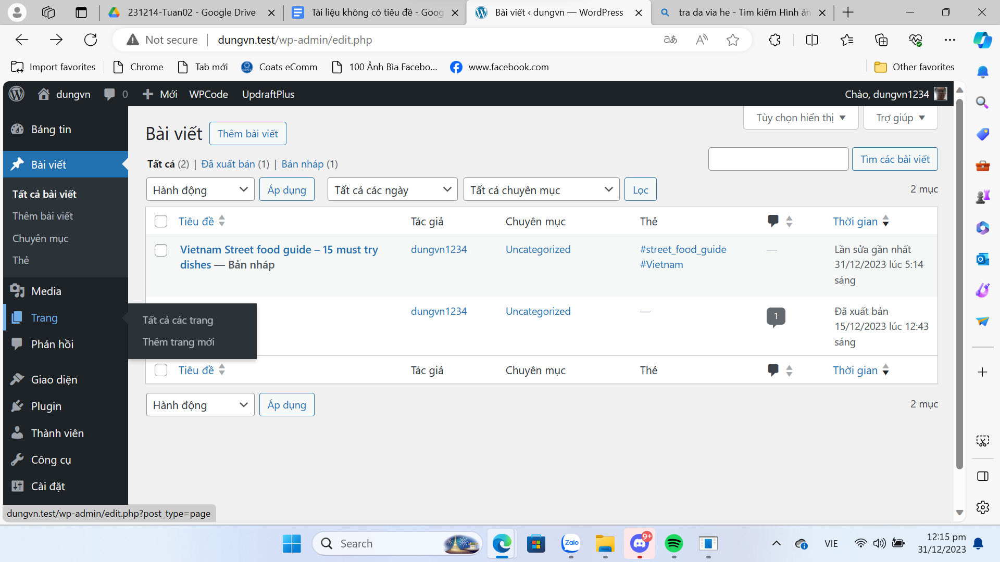 231214-Tuan02 - Google Drive
Tài liệu không có tiêu đề - Goog
Bài viết ‹ dungvn — WordPress
tra da via he - Tìm kiếm Hình ản
Not secure
dungvn.test/wp-admin/edit.php
Import favorites
Chrome
Tab mới
Coats eComm
100 Ảnh Bìa Facebo...
www.facebook.com
Other favorites
dungvn
0
Mới
WPCode
UpdraftPlus
Chào, dungvn1234
Bảng tin
Bài viết
Tất cả bài viết
Thêm bài viết
Chuyên mục
Thẻ
Media
Trang
Phản hồi
Giao diện
Plugin
Thành viên
Công cụ
Cài đặt
Tất cả các trang
Thêm trang mới
Tùy chọn hiển thị
Trợ giúp
Bài viết
Thêm bài viết
Tất cả (2) | Đã xuất bản (1) | Bản nháp (1)
Tìm các bài viết
Hành động
Áp dụng
Tất cả các ngày
Tất cả chuyên mục
Lọc
2 mục
Tiêu đề
Tác giả
Chuyên mục
Thẻ
Thời gian
Vietnam Street food guide – 15 must try
dishes — Bản nháp
dungvn1234
Uncategorized
#street_food_guide
#Vietnam
—
Lần sửa gần nhất
31/12/2023 lúc 5:14
sáng
dungvn1234
Uncategorized
—
1
Đã xuất bản
15/12/2023 lúc 12:43
sáng
Tiêu đề
Tác giả
Chuyên mục
Thẻ
Thời gian
Hành động
Áp dụng
2 mục
dungvn.test/wp-admin/edit.php?post_type=page
Search
Zalo
9+
VIE
12:15 pm
31/12/2023